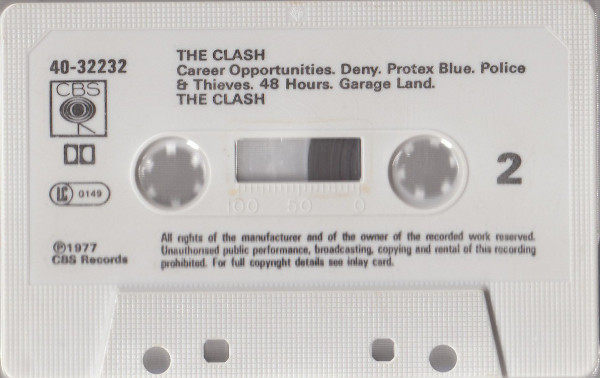 40-32232
THE CLASH
Career Opportunities. Deny. Protex Blue. Police
& Thieves. 48 Hours. Garage Land.
THE CLASH
CBS
LC 0149
2
100 50 0
℗1977
CBS Records
All rights of the manufacturer and of the owner of the recorded work reserved.
Unauthorised public performance, broadcasting, copying and rental of this recording
prohibited. For full copyright details see inlay card.